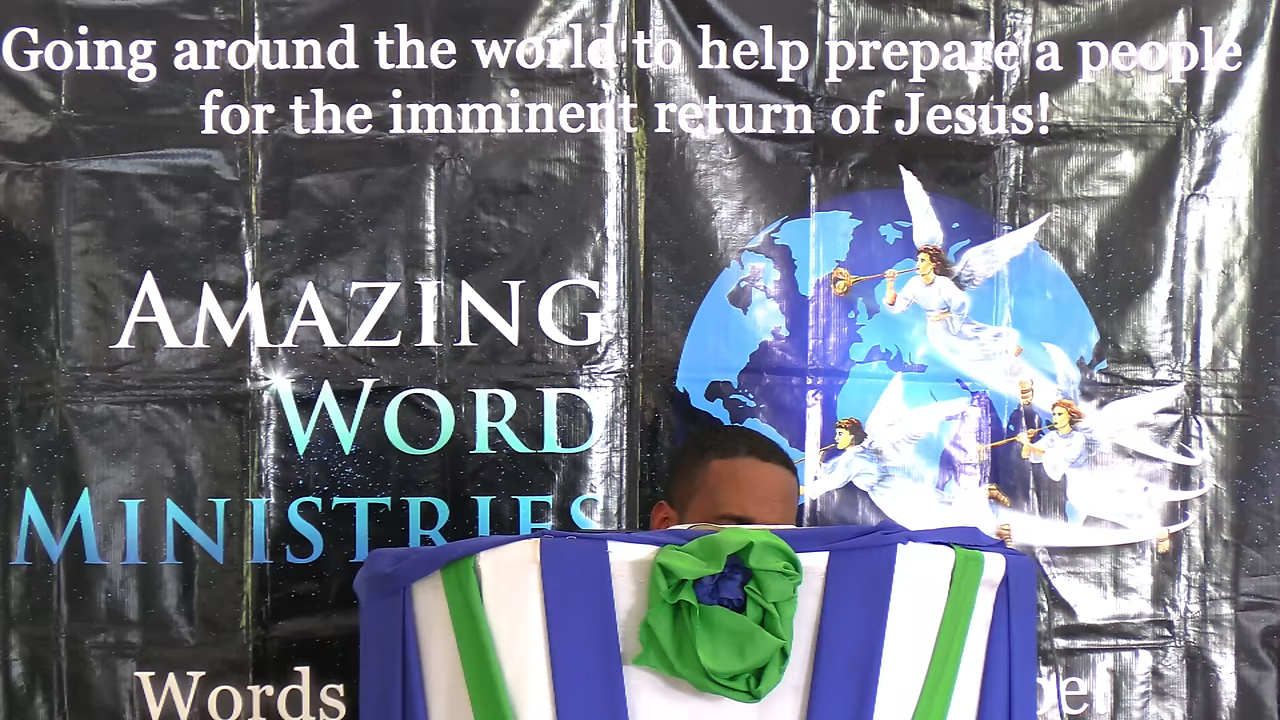 Going around the world to help prepare a people
for the imminent return of Jesus!
AMAZING
WORD
MINISTRIES
Words